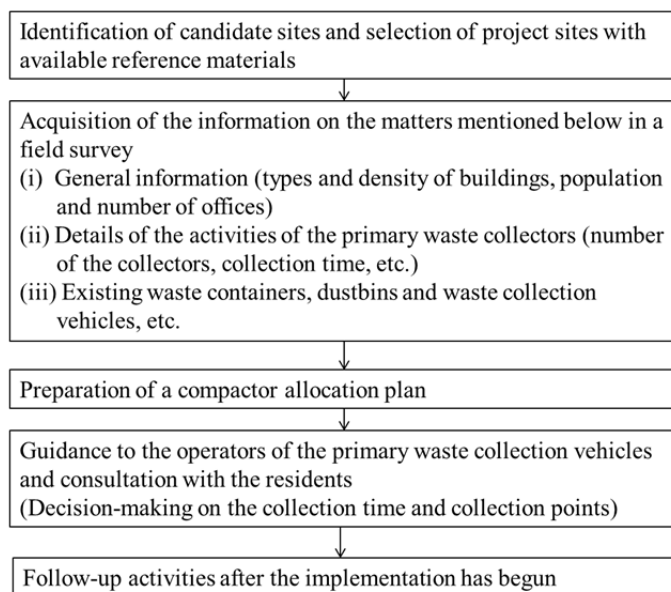 Identification of candidate sites and selection of project sites with
available reference materials
Acquisition of the information on the matters mentioned below in a
field survey
(i) General information (types and density of buildings, population
and number of offices)
(ii) Details of the activities of the primary waste collectors (number
of the collectors, collection time, etc.)
(iii) Existing waste containers, dustbins and waste collection
vehicles, etc.
Preparation of a compactor allocation plan
Guidance to the operators of the primary waste collection vehicles
and consultation with the residents
(Decision-making on the collection time and collection points)
Follow-up activities after the implementation has begun